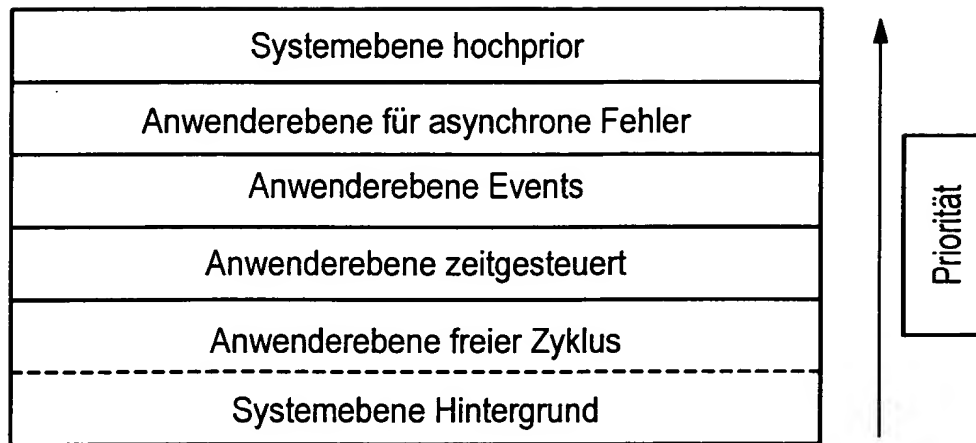 Systemebene hochprior
Anwenderebene für asynchrone Fehler
Anwenderebene Events
Anwenderebene zeitgesteuert
Anwenderebene freier Zyklus
Systemebene Hintergrund
Priorität